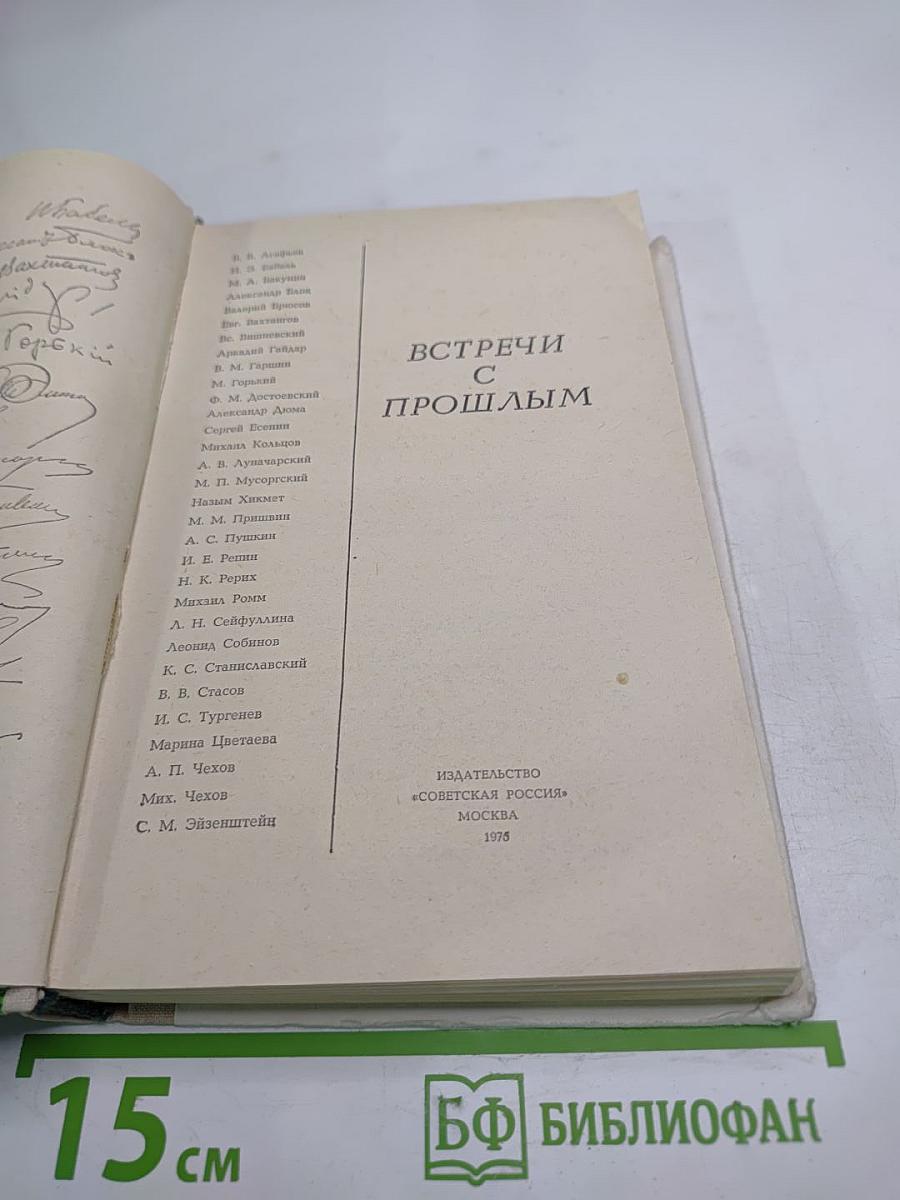 И. Бабель
Горькій
В. В. Асафьев
И. Э. Бабель
М. А. Бакунин
Александр Блок
Валерий Брюсов
Евг. Вахтангов
Вс. Вишневский
Аркадий Гайдар
В. М. Гаршин
М. Горький
Ф. М. Достоевский
Александр Дюма
Сергей Есенин
Михаил Кольцов
А. В. Луначарский
М. П. Мусоргский
Назым Хикмет
М. М. Пришвин
А. С. Пушкин
И. Е. Репин
Н. К. Рерих
Михаил Ромм
Л. Н. Сейфуллина
Леонид Собинов
К. С. Станиславский
В. В. Стасов
И. С. Тургенев
Марина Цветаева
А. П. Чехов
Мих. Чехов
С. М. Эйзенштейн
ВСТРЕЧИ
С
ПРОШЛЫМ
ИЗДАТЕЛЬСТВО
«СОВЕТСКАЯ РОССИЯ»
МОСКВА
1975
15 см
БФ БИБЛИОФАН